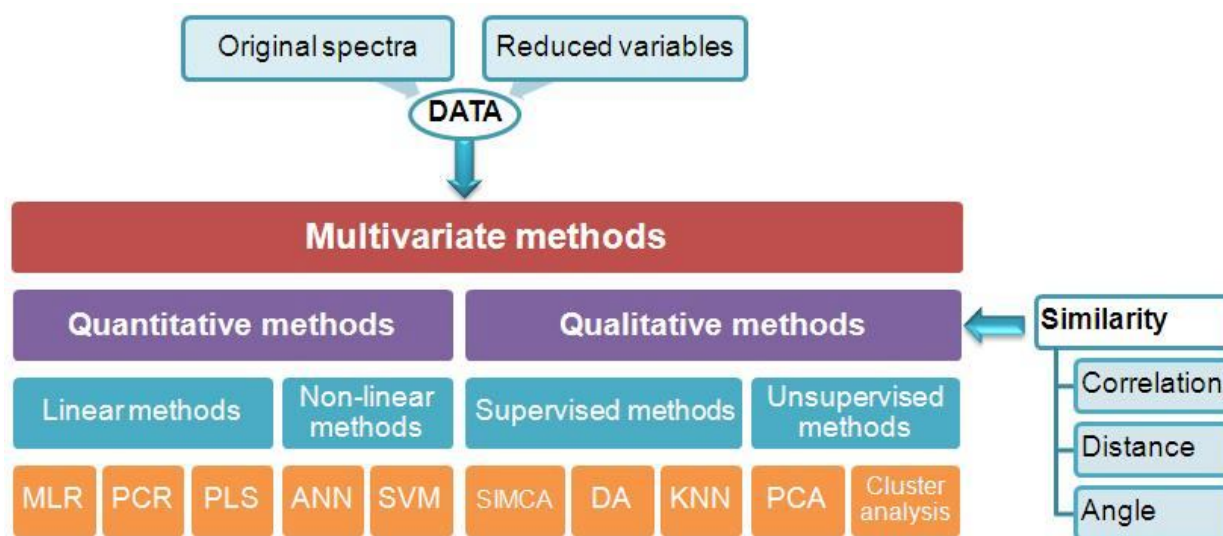 Original spectra
Reduced variables
DATA
Multivariate methods
Quantitative methods
Qualitative methods
Similarity
Correlation
Distance
Angle
Linear methods
Non-linear
methods
Supervised methods
Unsupervised
methods
MLR
PCR
PLS
ANN
SVM
SIMCA
DA
KNN
PCA
Cluster
analysis